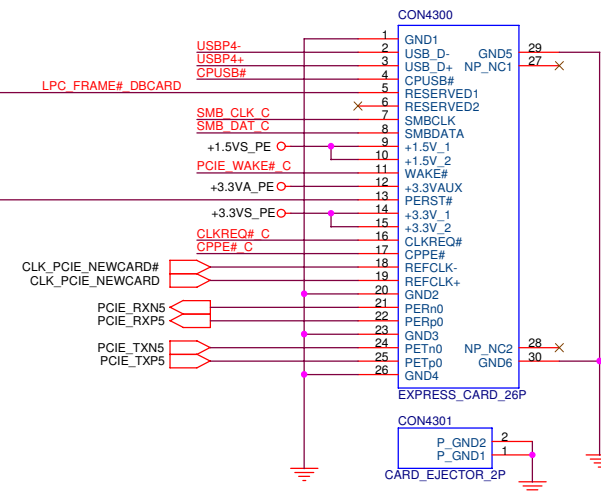 CON4300
1 GND1
USBP4- 2 USB_D- GND5 29
USBP4+ 3 USB_D+ NP_NC1 27
CPUSB# 4 CPUSB#
LPC_FRAME#_DBCARD 5 RESERVED1
6 RESERVED2
SMB_CLK_C 7 SMBCLK
SMB_DAT_C 8 SMBDATA
+1.5VS_PE 9 +1.5V_1
10 +1.5V_2
PCIE_WAKE#_C 11 WAKE#
+3.3VA_PE 12 +3.3VAUX
13 PERST#
+3.3VS_PE 14 +3.3V_1
15 +3.3V_2
CLKREQ#_C 16 CLKREQ#
CPPE#_C 17 CPPE#
CLK_PCIE_NEWCARD# 18 REFCLK-
CLK_PCIE_NEWCARD 19 REFCLK+
20 GND2
PCIE_RXN5 21 PERn0
PCIE_RXP5 22 PERp0
23 GND3
PCIE_TXN5 24 PETn0 NP_NC2 28
PCIE_TXP5 25 PETp0 GND6 30
26 GND4
EXPRESS_CARD_26P
CON4301
P_GND2 2
P_GND1 1
CARD_EJECTOR_2P